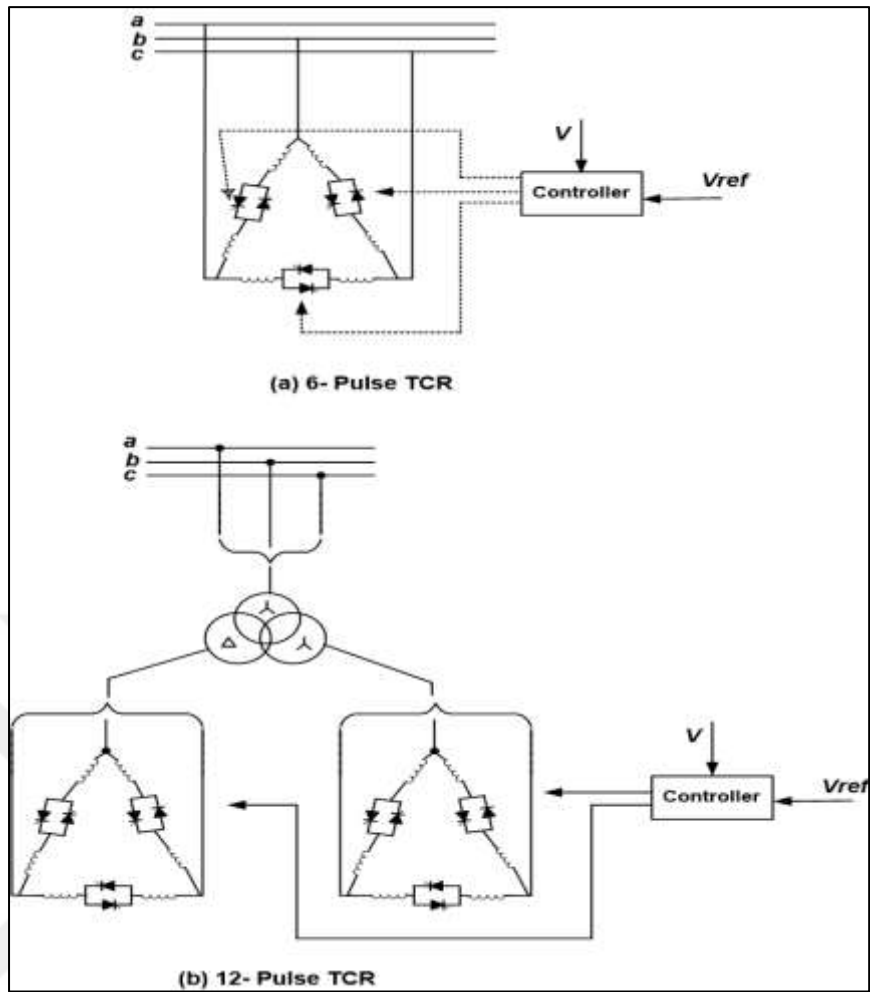 a
b
c
V
Vref
Controller
(a) 6- Pulse TCR
a
b
c
V
Vref
Controller
(b) 12- Pulse TCR